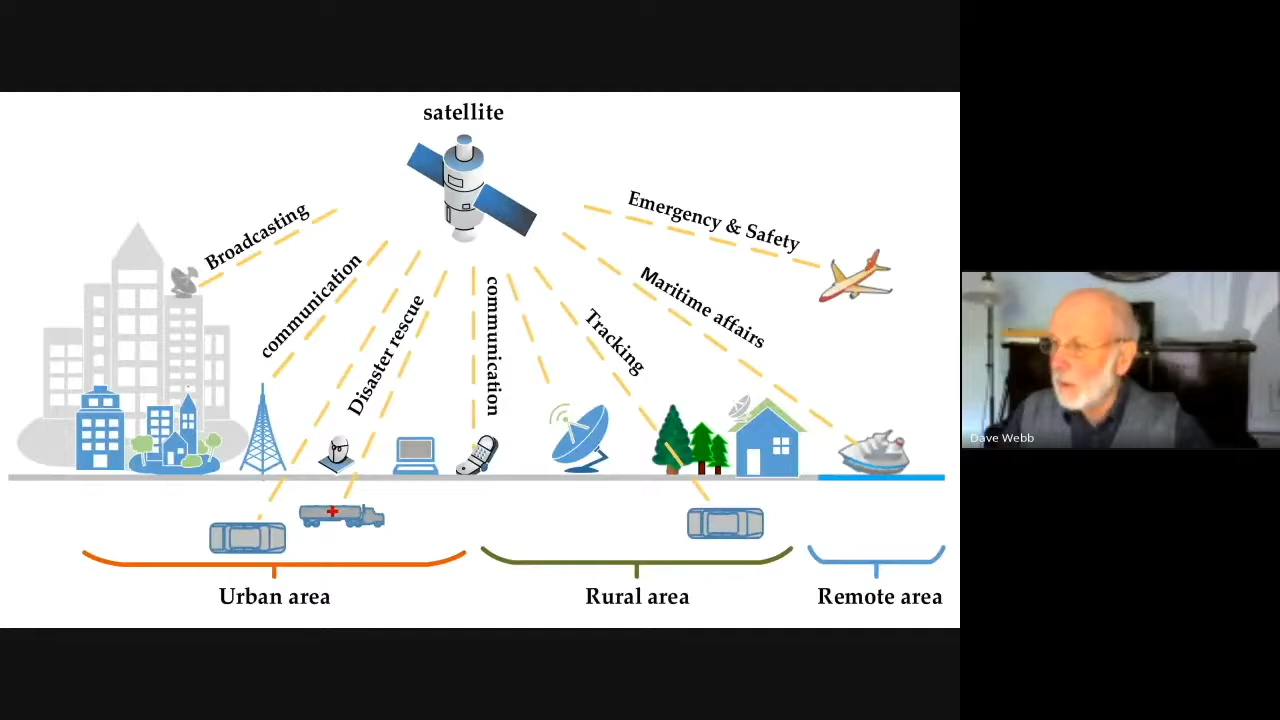 satellite
Broadcasting
communication
Disaster rescue
communication
Tracking
Maritime affairs
Emergency & Safety
Urban area
Rural area
Remote area
Dave Webb